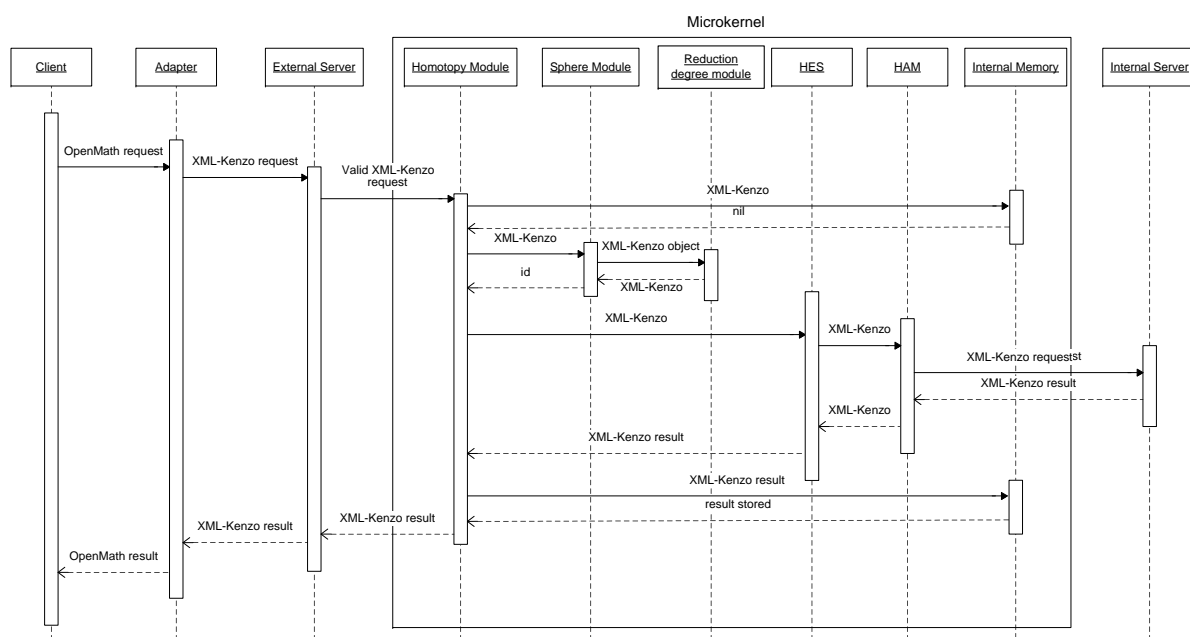 Microkernel
Client
Adapter
External Server
Homotopy Module
Sphere Module
Reduction
degree module
HES
HAM
Internal Memory
Internal Server
OpenMath request
XML-Kenzo request
Valid XML-Kenzo
request
XML-Kenzo
nil
XML-Kenzo
XML-Kenzo object
id
XML-Kenzo
XML-Kenzo
XML-Kenzo
XML-Kenzo request
XML-Kenzo result
XML-Kenzo
XML-Kenzo result
XML-Kenzo result
result stored
XML-Kenzo result
XML-Kenzo result
OpenMath result